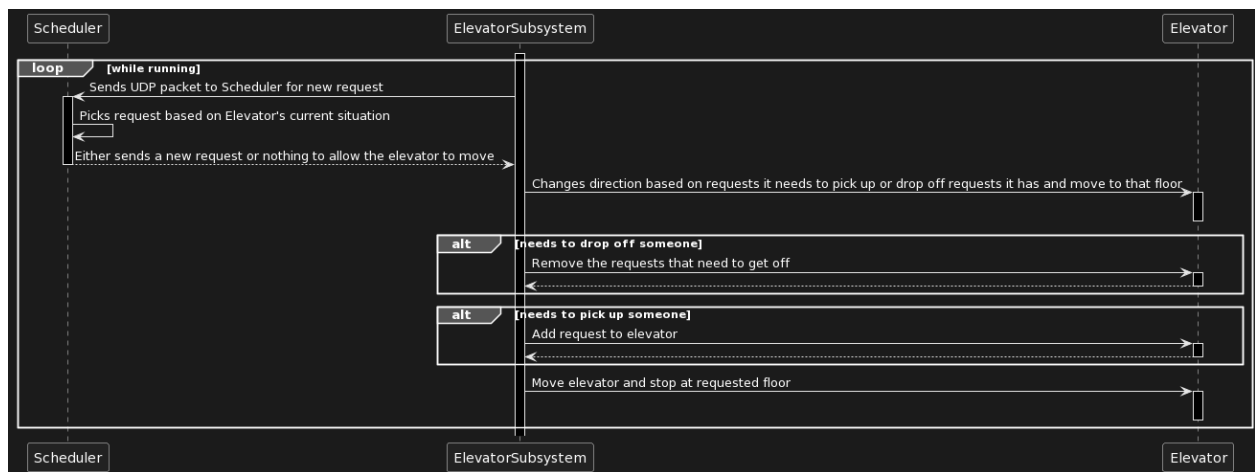 Scheduler
ElevatorSubsystem
Elevator
loop
[while running]
Sends UDP packet to Scheduler for new request
Picks request based on Elevator's current situation
Either sends a new request or nothing to allow the elevator to move
Changes direction based on requests it needs to pick up or drop off requests it has and move to that floor
alt
[needs to drop off someone]
Remove the requests that need to get off
alt
[needs to pick up someone]
Add request to elevator
Move elevator and stop at requested floor
Scheduler
ElevatorSubsystem
Elevator